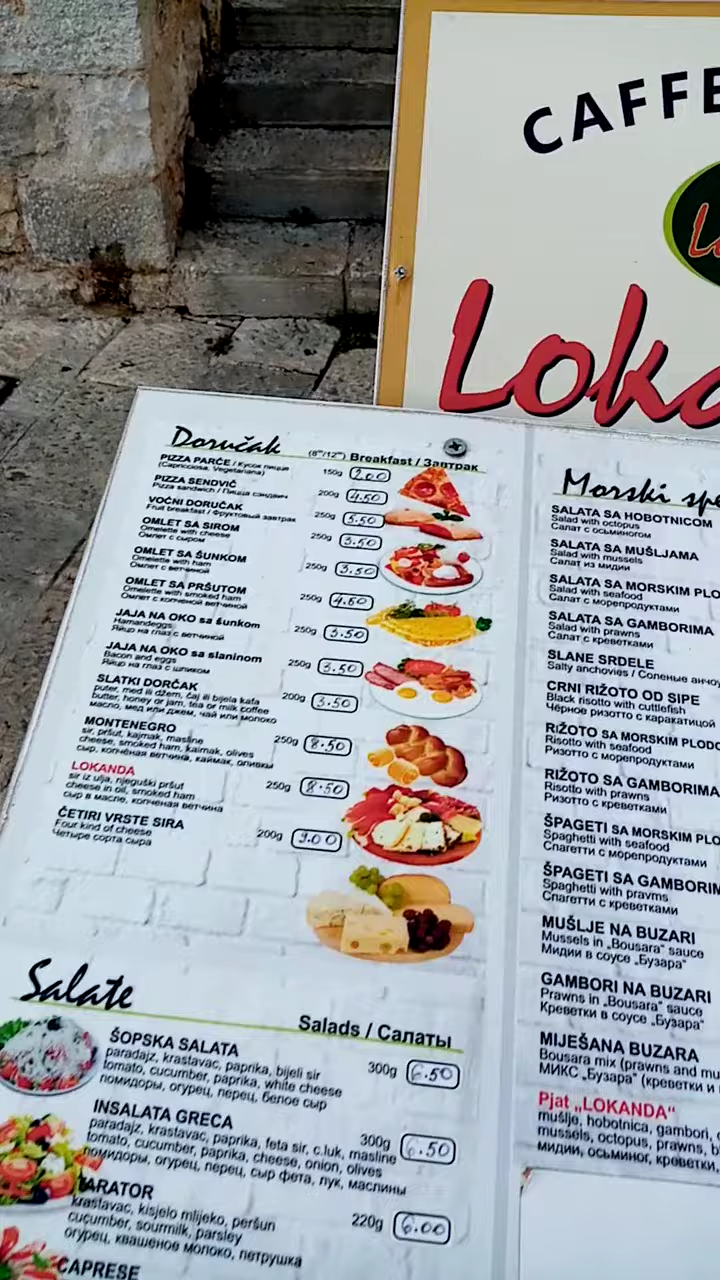 CAFFE
Loka
Doručak (8ºº/12ºº) Breakfast / Завтрак
PIZZA PARČE / Кусок пицци 150g 2.00
(Capricciosa, Vegetariana)
PIZZA SENDVIČ 200g 4.50
Pizza sandwich / Пицца сэндвич
VOĆNI DORUČAK 250g 5.50
Fruit breakfast / Фруктовый завтрак
OMLET SA SIROM 250g 3.50
Omelette with cheese
Омлет с сыром
OMLET SA ŠUNKOM 250g 3.50
Omelette with ham
Омлет с ветчиной
OMLET SA PRŠUTOM 250g 4.50
Omelette with smoked ham
Омлет с копченой ветчиной
JAJA NA OKO sa šunkom 250g 3.50
Hamandeggs
Яйцо на глаз с ветчиной
JAJA NA OKO sa slaninom 250g 3.50
Bacon and eggs
Яйцо на глаз с шпиком
SLATKI DORČAK 200g 3.50
puter, med ili džem, čaj ili bijela kafa
butter, honey or jam, tea or milk coffee
масло, мед или джем, чай или молоко
MONTENEGRO 250g 8.50
sir, pršut, kajmak, masline
cheese, smoked ham, kaimak, olives
сыр, копчёная ветчина, каймак, оливки
LOKANDA 250g 8.50
sir iz ulja, njeguški pršut
cheese in oil, smoked ham
сыр в масле, копченая ветчина
ČETIRI VRSTE SIRA 200g 9.00
Four kind of cheese
Четыре сорта сыра
Salate Salads / Салаты
ŠOPSKA SALATA 300g 6.50
paradajz, krastavac, paprika, bijeli sir
tomato, cucumber, paprika, white cheese
помидоры, огурец, перец, белое сыр
INSALATA GRECA 300g 6.50
paradajz, krastavac, paprika, feta sir, c.luk, masline
tomato, cucumber, paprika, cheese, onion, olives
помидоры, огурец, перец, сыр фета, лук, маслины
TARATOR 220g 6.00
krastavac, kisjelo mlijeko, peršun
cucumber, sourmilk, parsley
огурец, квашеное молоко, петрушка
CAPRESE
Morski spe
SALATA SA HOBOTNICOM
Salad with octopus
Салат с осьминогом
SALATA SA MUŠLJAMA
Salad with mussels
Салат из мидии
SALATA SA MORSKIM PLO
Salad with seafood
Салат с морепродуктами
SALATA SA GAMBORIMA
Salad with prawns
Салат с креветками
SLANE SRDELE
Salty anchovies / Соленые анчоу
CRNI RIŽOTO OD SIPE
Black risotto with cuttlefish
Чёрное ризотто с каракатицой
RIŽOTO SA MORSKIM PLODO
Risotto with seafood
Ризотто с морепродуктами
RIŽOTO SA GAMBORIMA
Risotto with prawns
Ризотто с креветками
ŠPAGETI SA MORSKIM PLO
Spaghetti with seafood
Спагетти с морепродуктами
ŠPAGETI SA GAMBORIM
Spaghetti with pravms
Спагетти с креветками
MUŠLJE NA BUZARI
Mussels in „Bousara“ sauce
Мидии в соусе „Бузара“
GAMBORI NA BUZARI
Prawns in „Bousara“ sauce
Креветки в соусе „Бузара“
MIJEŠANA BUZARA
Bousara mix (prawns and mu
МИКС „Бузара“ (креветки и
Pjat „LOKANDA“
mušlje, hobotnica, gambori,
mussels, octopus, prawns, b
мидии, осьминог, креветки,